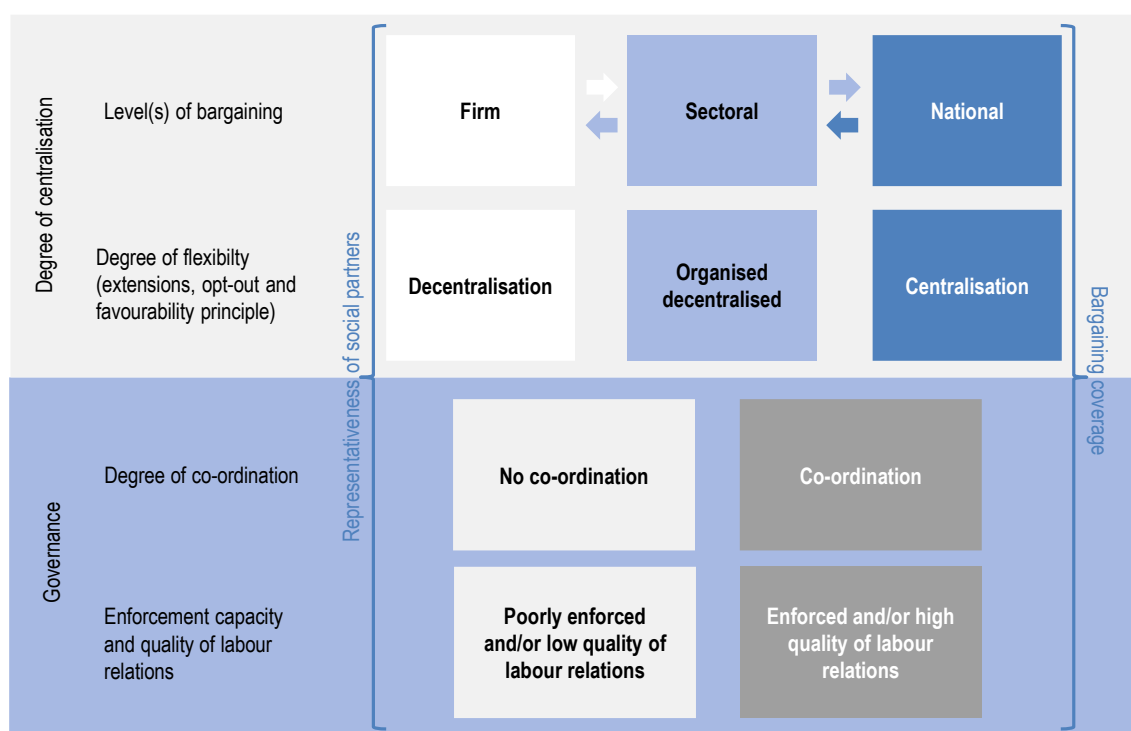 Degree of centralisation
Level(s) of bargaining
Firm
Sectoral
National
Degree of flexibilty
(extensions, opt-out and
favourability principle)
Decentralisation
Organised
decentralised
Centralisation
Representativeness of social partners
Bargaining coverage
Governance
Degree of co-ordination
No co-ordination
Co-ordination
Enforcement capacity
and quality of labour
relations
Poorly enforced
and/or low quality of
labour relations
Enforced and/or high
quality of labour
relations